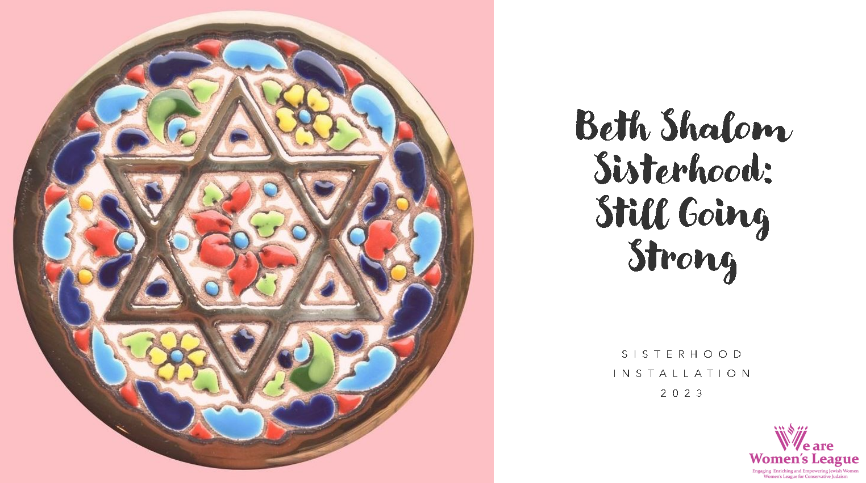 Beth Shalom
Sisterhood:
Still Going
Strong
SISTERHOOD
INSTALLATION
2023
We are
Women's League
Engaging, Enriching and Empowering Jewish Women
Women's League for Conservative Judaism